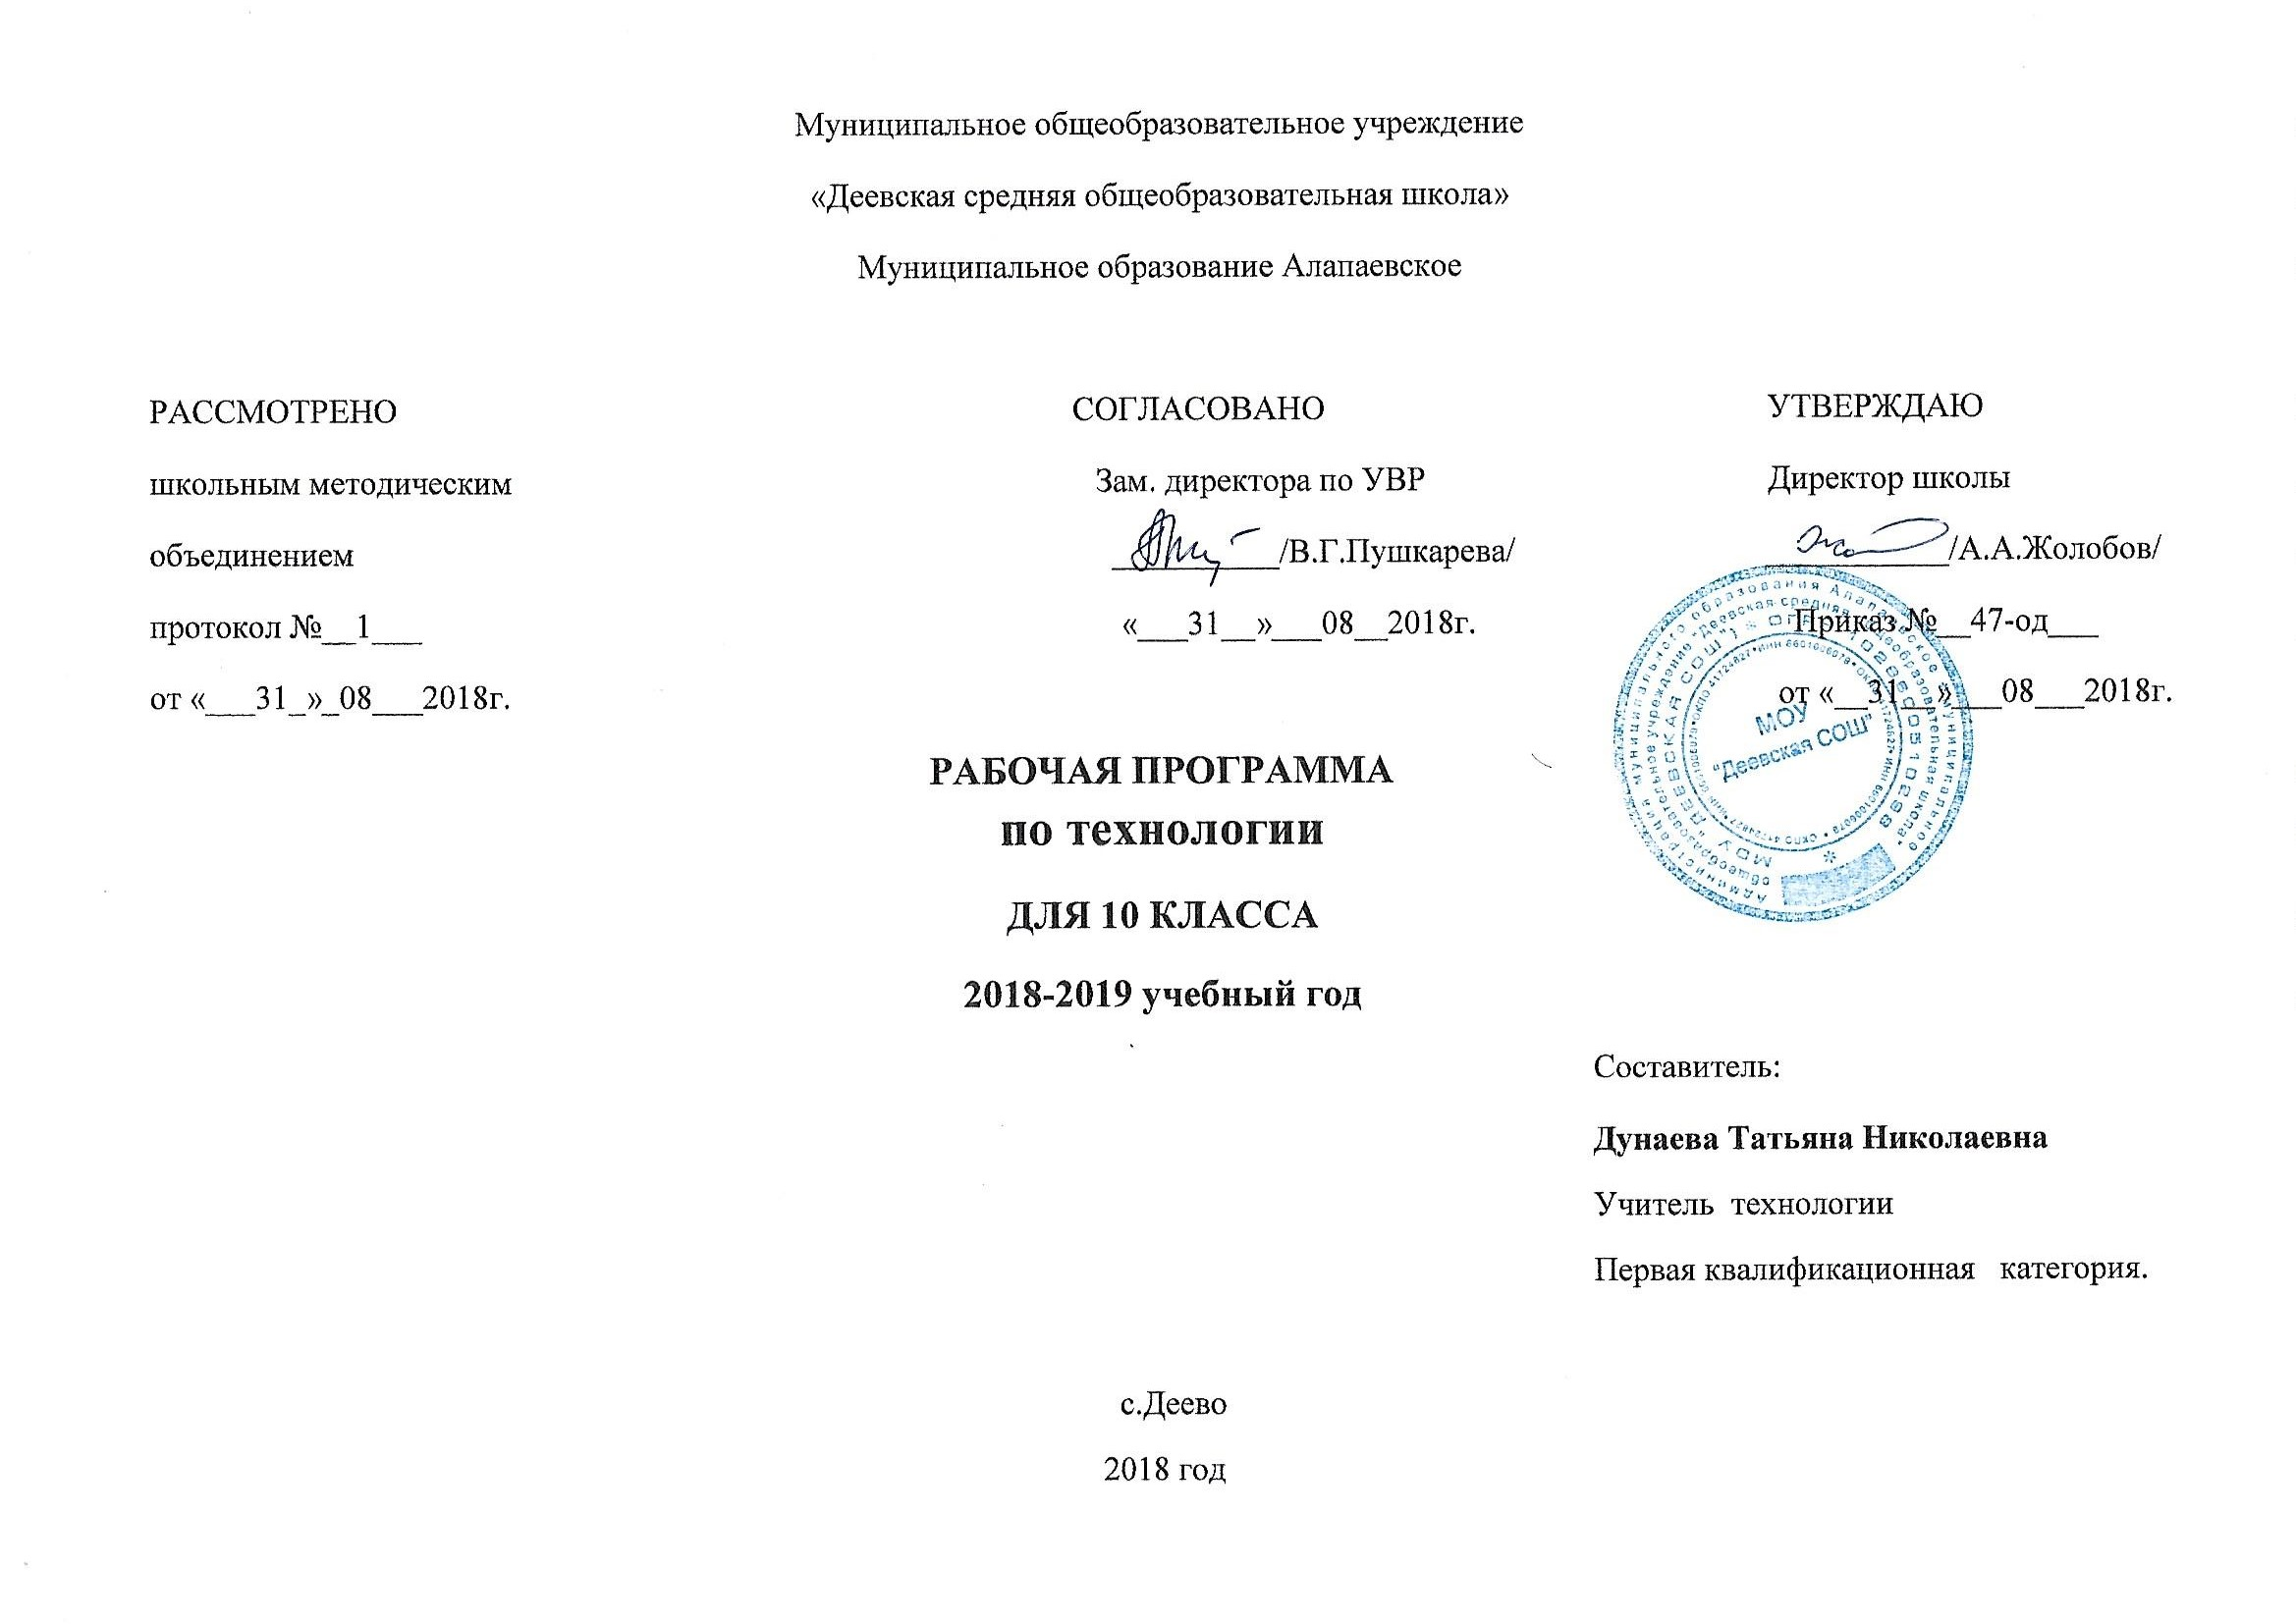 Муниципальное общеобразовательное учреждение
«Деевская средняя общеобразовательная школа»
Муниципальное образование Алапаевское
РАССМОТРЕНО
школьным методическим
объединением
протокол №__1___
от «___31_»_08___2018г.
СОГЛАСОВАНО
Зам. директора по УВР
__________/В.Г.Пушкарева/
«___31__»___08__2018г.
УТВЕРЖДАЮ
Директор школы
___________/А.А.Жолобов/
Приказ №__47-од___
от «__31__»___08___2018г.
МОУ
"Деевская СОШ"
РАБОЧАЯ ПРОГРАММА
по технологии
ДЛЯ 10 КЛАССА
2018-2019 учебный год
Составитель:
Дунаева Татьяна Николаевна
Учитель технологии
Первая квалификационная категория.
с.Деево
2018 год